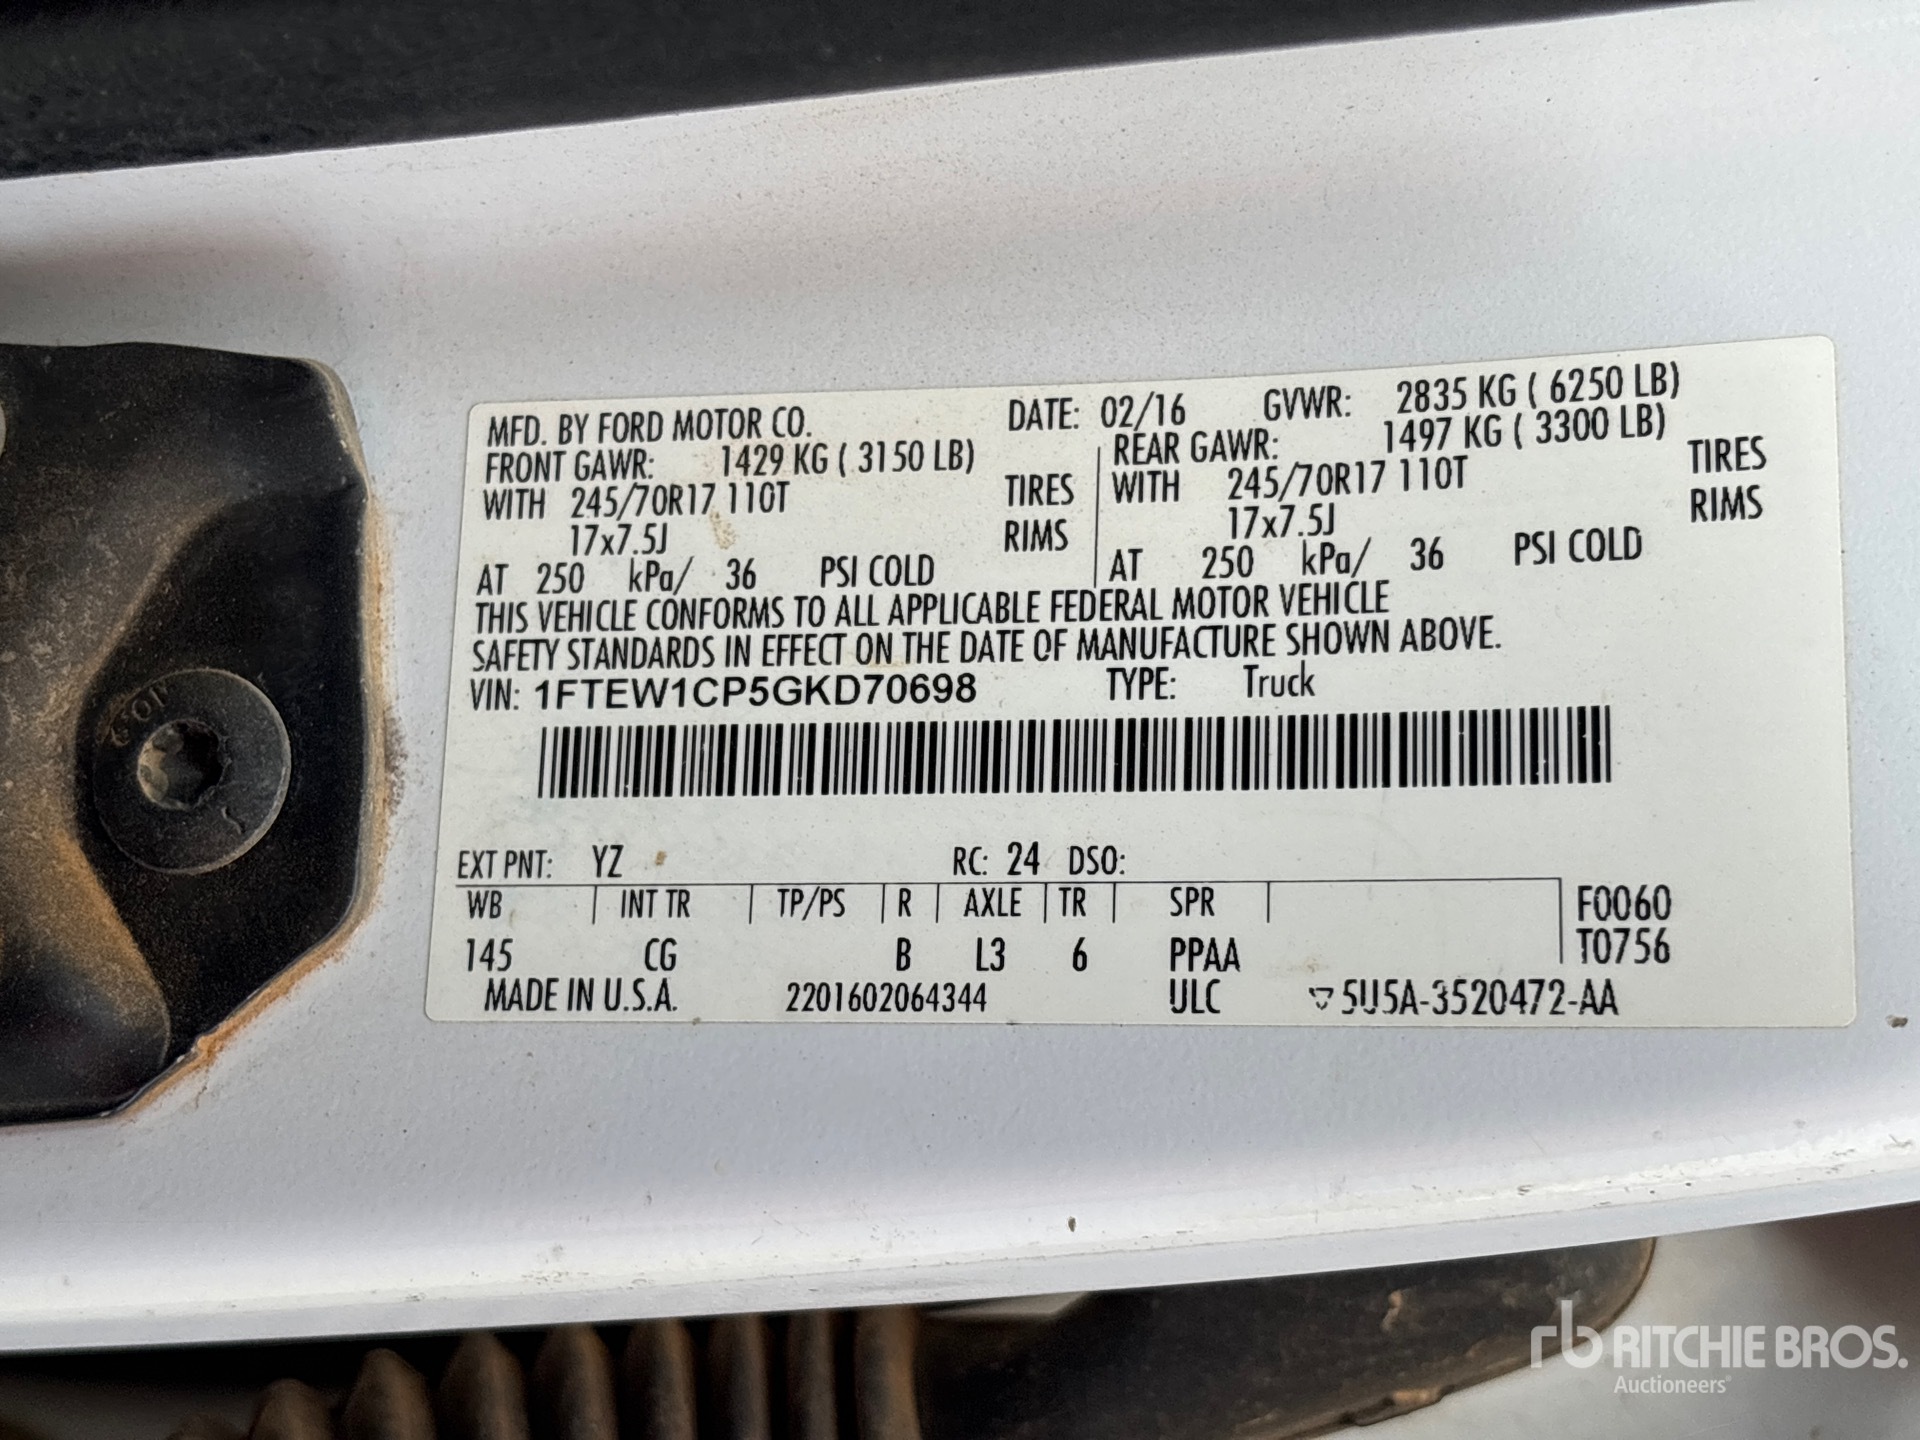 MFD. BY FORD MOTOR CO. DATE: 02/16 GVWR: 2835 KG ( 6250 LB)
FRONT GAWR: 1429 KG ( 3150 LB) REAR GAWR: 1497 KG ( 3300 LB)
WITH 245/70R17 110T TIRES WITH 245/70R17 110T TIRES
17x7.5J RIMS 17x7.5J RIMS
AT 250 kPa/ 36 PSI COLD AT 250 kPa/ 36 PSI COLD
THIS VEHICLE CONFORMS TO ALL APPLICABLE FEDERAL MOTOR VEHICLE
SAFETY STANDARDS IN EFFECT ON THE DATE OF MANUFACTURE SHOWN ABOVE.
VIN: 1FTEW1CP5GKD70698 TYPE: Truck
EXT PNT: YZ RC: 24 DSO:
WB INT TR TP/PS R AXLE TR SPR F0060
145 CG B L3 6 PPAA T0756
MADE IN U.S.A. 2201602064344 ULC 5U5A-3520472-AA
rb RITCHIE BROS.
Auctioneers